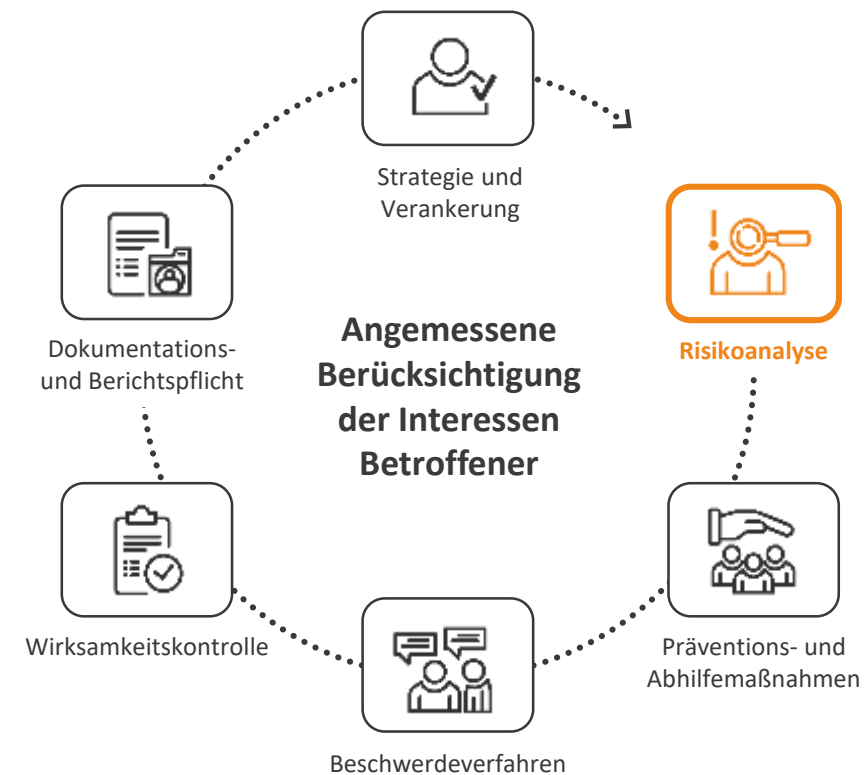 Strategie und
Verankerung
Risikoanalyse
Präventions- und
Abhilfemaßnahmen
Beschwerdeverfahren
Wirksamkeitskontrolle
Dokumentations-
und Berichtspflicht
Angemessene
Berücksichtigung
der Interessen
Betroffener